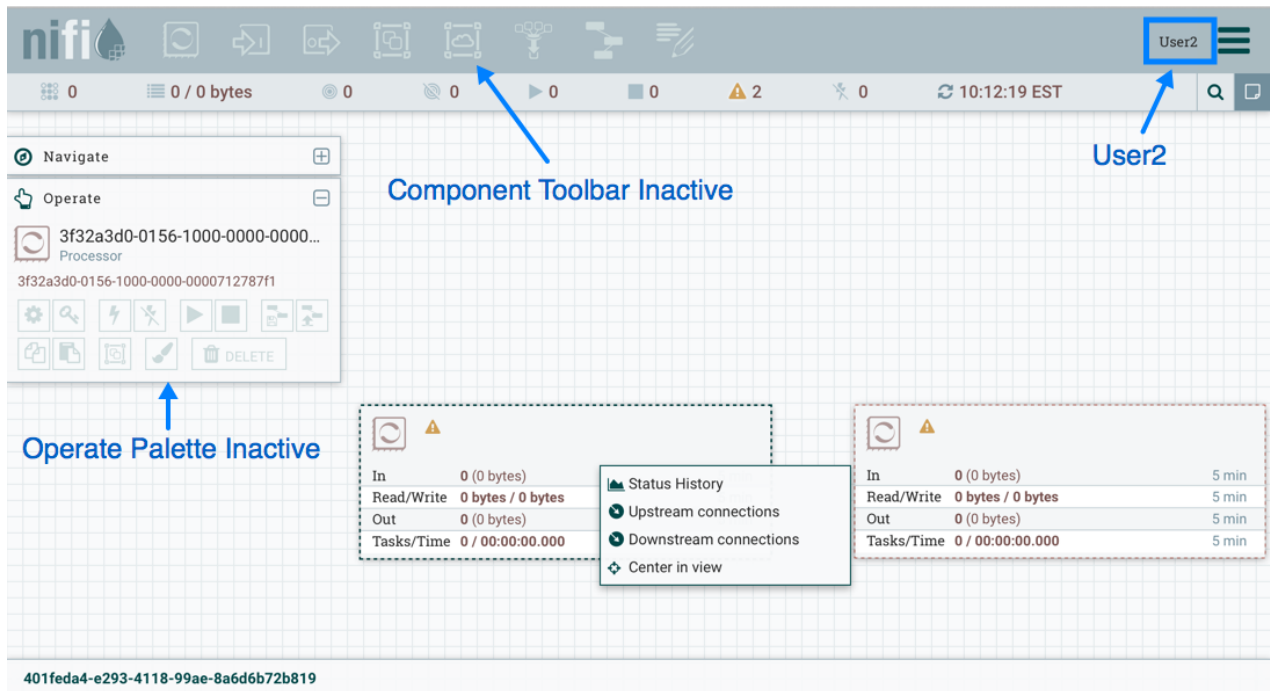 nifi
User2
0
0 / 0 bytes
0
0
0
0
2
0
10:12:19 EST
User2
Component Toolbar Inactive
Navigate
Operate
3f32a3d0-0156-1000-0000-0000...
Processor
3f32a3d0-0156-1000-0000-0000712787f1
DELETE
Operate Palette Inactive
In 0 (0 bytes)
Read/Write 0 bytes / 0 bytes
Out 0 (0 bytes)
Tasks/Time 0 / 00:00:00.000
Status History
Upstream connections
Downstream connections
Center in view
In 0 (0 bytes) 5 min
Read/Write 0 bytes / 0 bytes 5 min
Out 0 (0 bytes) 5 min
Tasks/Time 0 / 00:00:00.000 5 min
401feda4-e293-4118-99ae-8a6d6b72b819